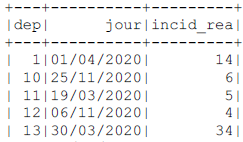 +---+----------+---------+
|dep|      jour|incid_rea|
+---+----------+---------+
|  1|01/04/2020|       14|
| 10|25/11/2020|        6|
| 11|19/03/2020|        5|
| 12|06/11/2020|        4|
| 13|30/03/2020|       34|